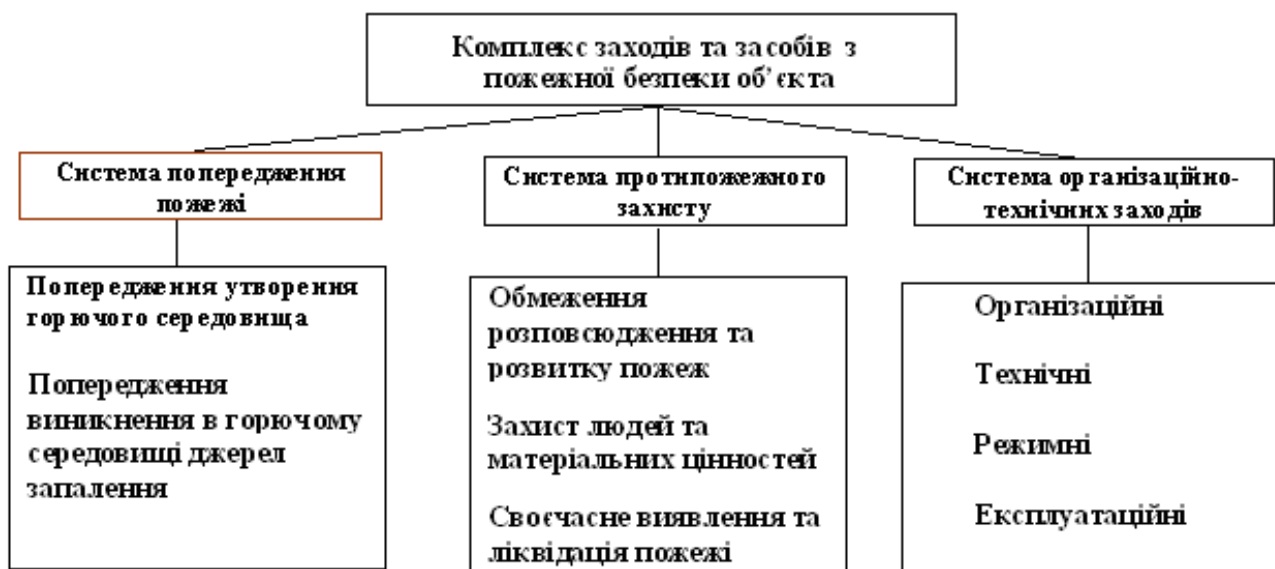 Комплекс заходів та засобів з
пожежної безпеки об’єкта
Система попередження
пожежі
Система протипожежного
захисту
Система організаційно-
технічних заходів
Попередження утворення
горючого середовища
Попередження
виникнення в горючому
середовищі джерел
запалення
Обмеження
розповсюдження та
розвитку пожеж
Захист людей та
матеріальних цінностей
Своєчасне виявлення та
ліквідація пожежі
Організаційні
Технічні
Режимні
Експлуатаційні